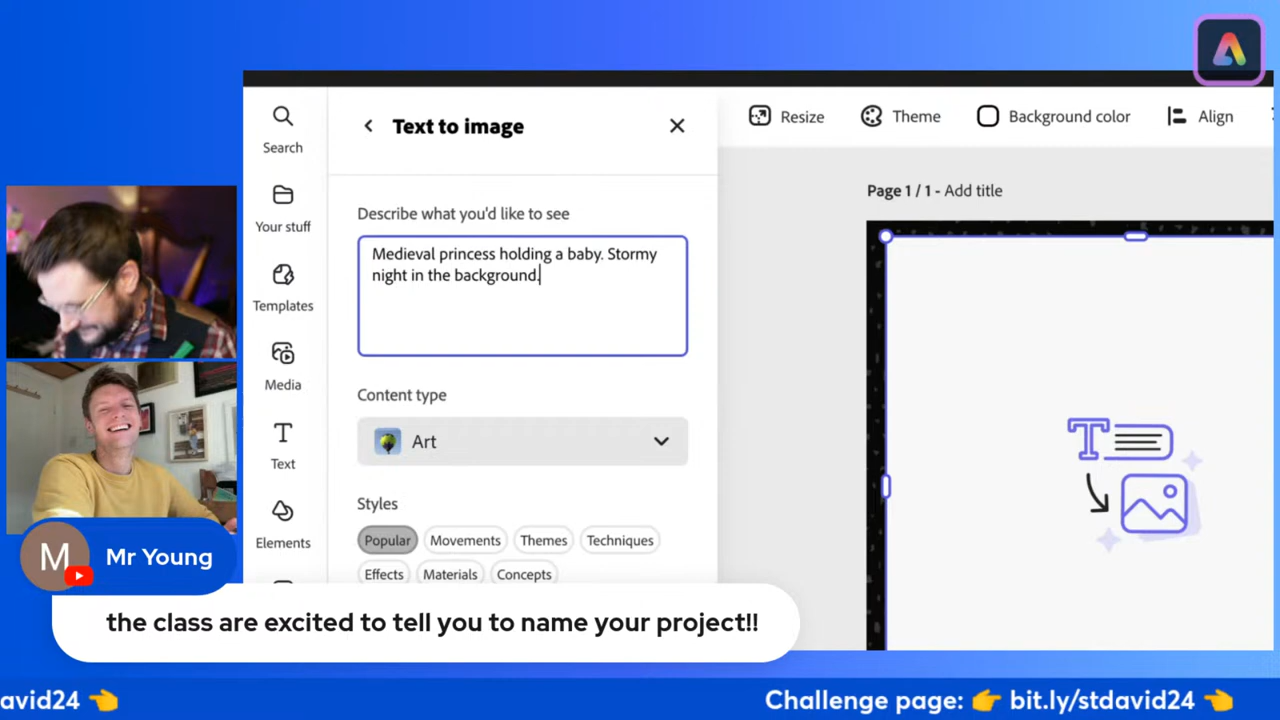 Search
Your stuff
Templates
Media
Text
Elements
Text to image
Describe what you'd like to see
Medieval princess holding a baby. Stormy
night in the background.
Content type
Art
Styles
Popular Movements Themes Techniques
Effects Materials Concepts
Resize Theme Background color Align
Page 1 / 1 - Add title
T
M Mr Young
the class are excited to tell you to name your project!!
avid24 👈 Challenge page: 👉 bit.ly/stdavid24 👈